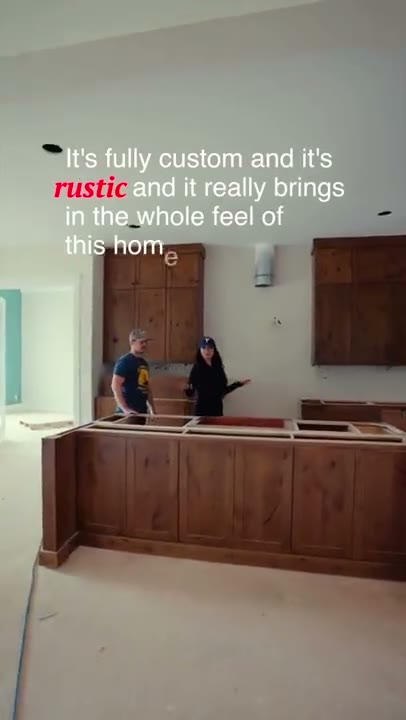 It's fully custom and it's
rustic and it really brings
in the whole feel of
this home